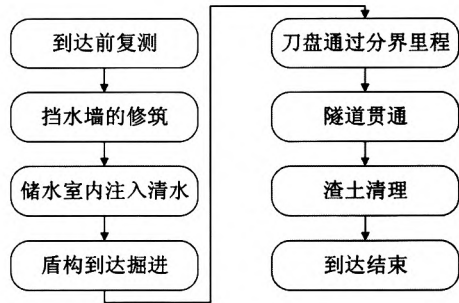 到达前复测
挡水墙的修筑
储水室内注入清水
盾构到达掘进
刀盘通过分界里程
隧道贯通
渣土清理
到达结束